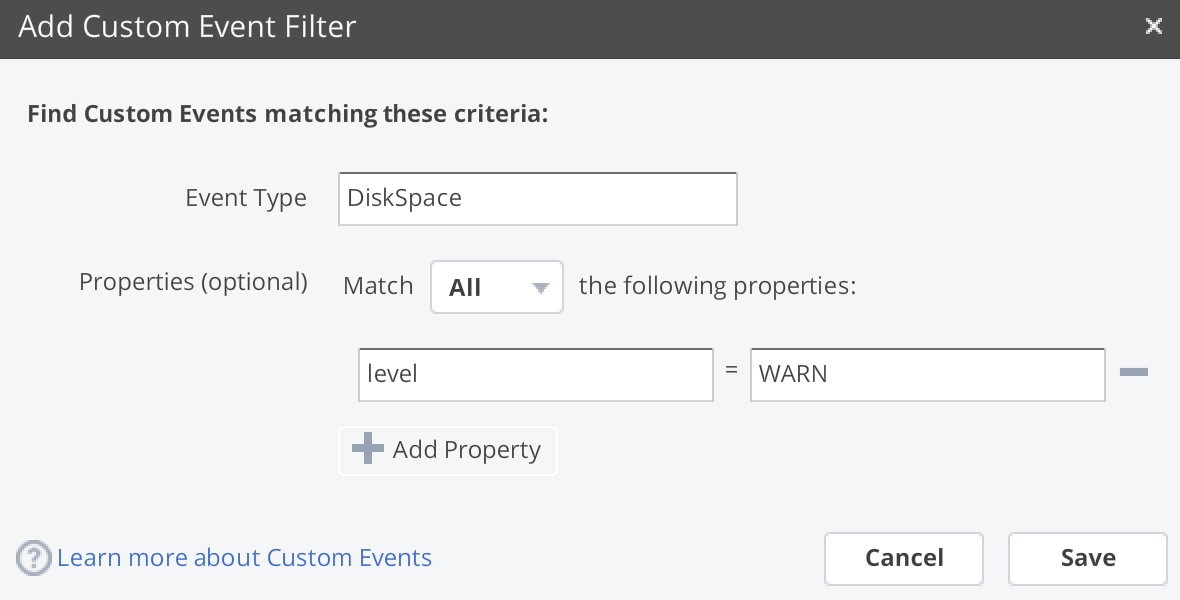 Add Custom Event Filter
Find Custom Events matching these criteria:
Event Type DiskSpace
Properties (optional) Match All the following properties:
level = WARN
Add Property
? Learn more about Custom Events Cancel Save